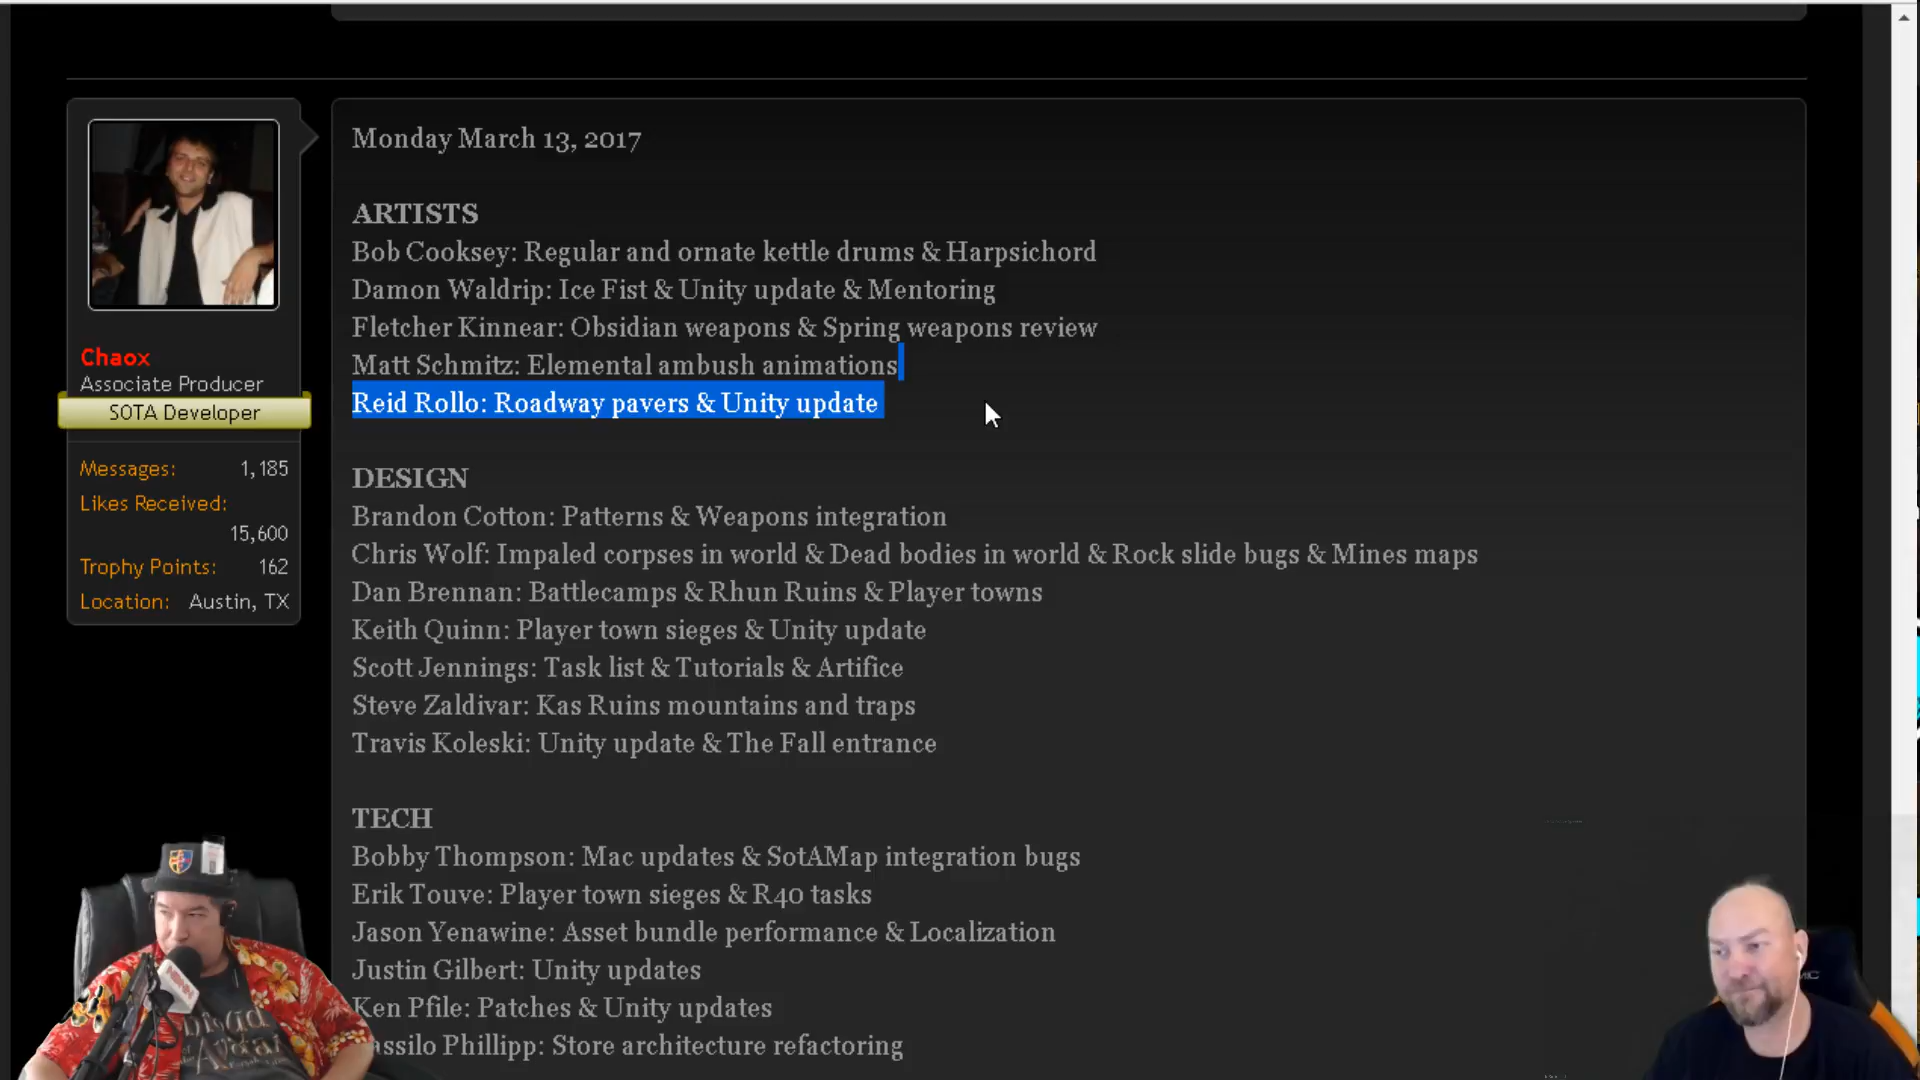 Monday March 13, 2017
ARTISTS
Bob Cooksey: Regular and ornate kettle drums & Harpsichord
Damon Waldrip: Ice Fist & Unity update & Mentoring
Fletcher Kinnear: Obsidian weapons & Spring weapons review
Matt Schmitz: Elemental ambush animations
Reid Rollo: Roadway pavers & Unity update
Chaox
Associate Producer
SOTA Developer
Messages: 1,185
Likes Received:
15,600
Trophy Points: 162
Location: Austin, TX
DESIGN
Brandon Cotton: Patterns & Weapons integration
Chris Wolf: Impaled corpses in world & Dead bodies in world & Rock slide bugs & Mines maps
Dan Brennan: Battlecamps & Rhun Ruins & Player towns
Keith Quinn: Player town sieges & Unity update
Scott Jennings: Task list & Tutorials & Artifice
Steve Zaldivar: Kas Ruins mountains and traps
Travis Koleski: Unity update & The Fall entrance
TECH
Bobby Thompson: Mac updates & SotAMap integration bugs
Erik Touve: Player town sieges & R40 tasks
Jason Yenawine: Asset bundle performance & Localization
Justin Gilbert: Unity updates
Ken Pfile: Patches & Unity updates
assilo Phillipp: Store architecture refactoring